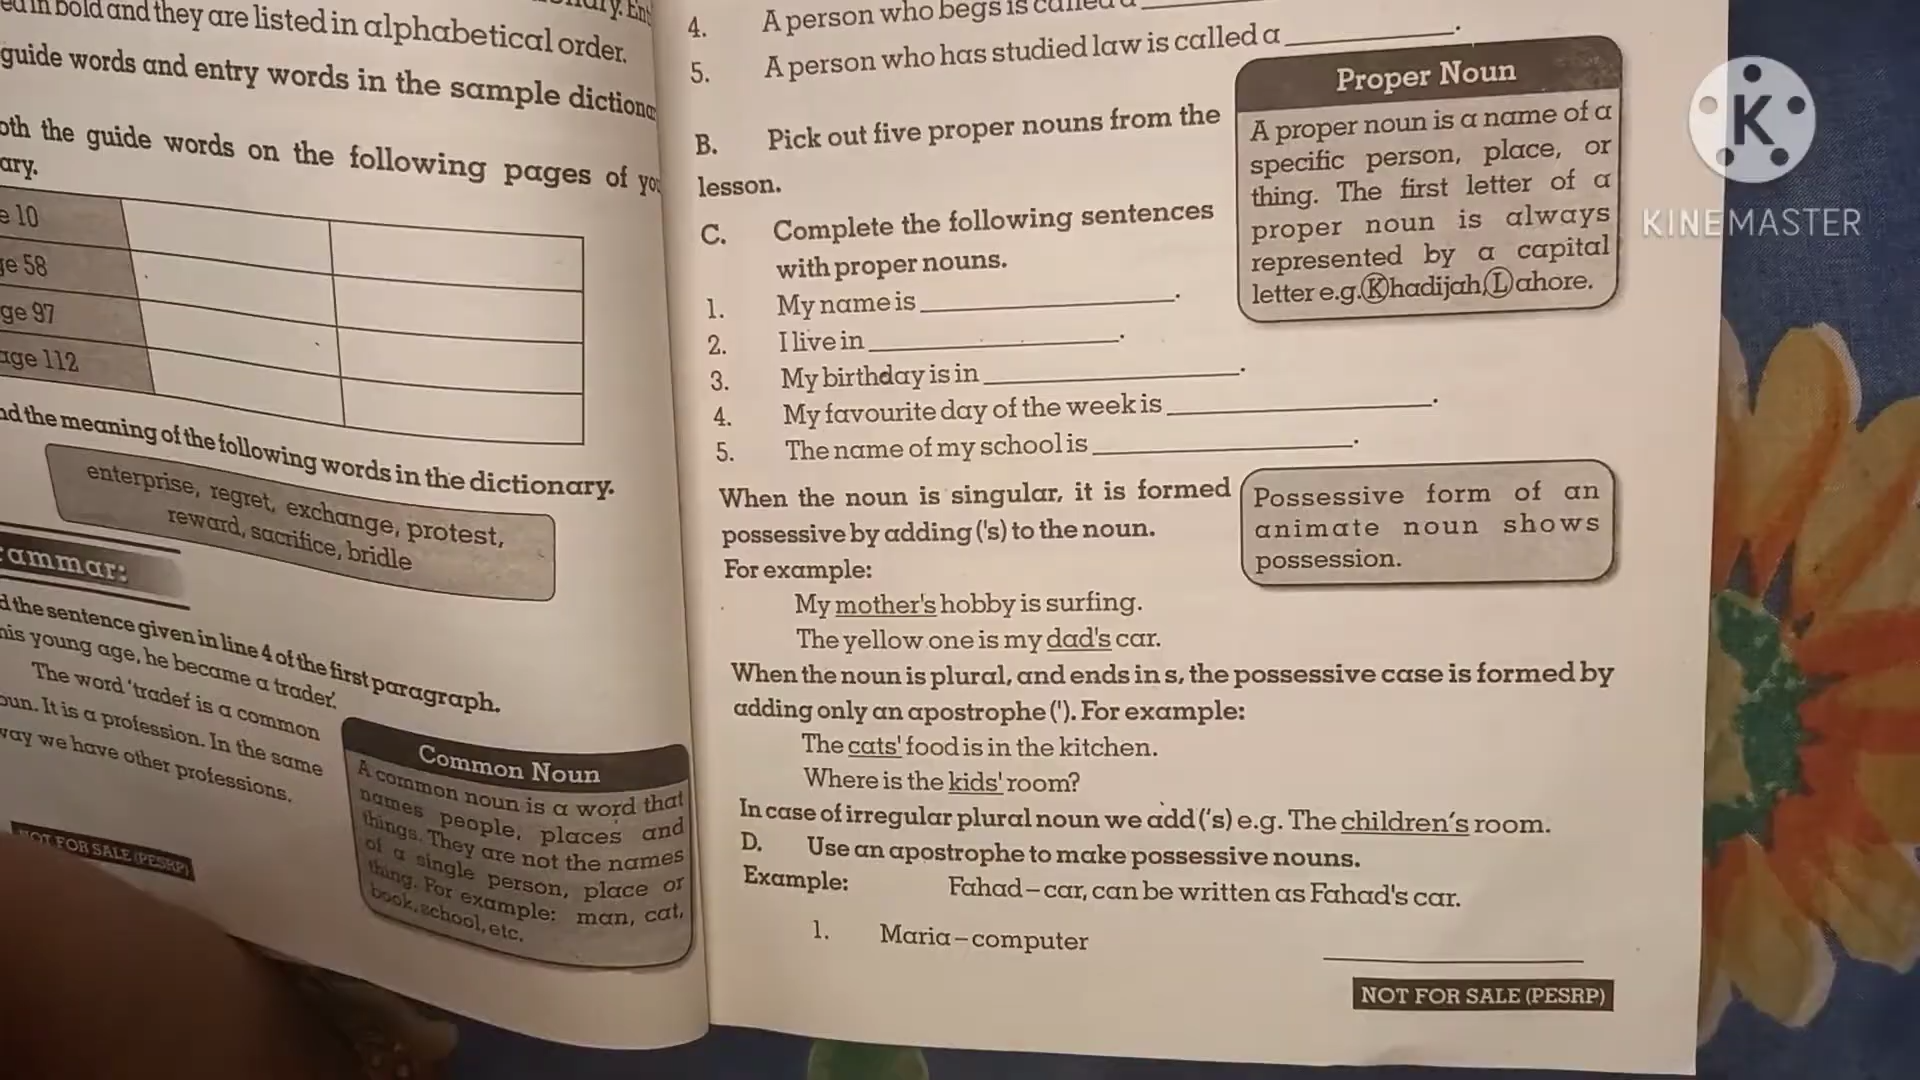 in bold and they are listed in alphabetical order.
guide words and entry words in the sample
the guide words on the following pages of
ary.
10
58
97
112
the meaning of the following words in the dictionary.
enterprise, regret, exchange, protest,
reward, sacrifice, bridle
ammar:
the sentence given in line 4 of the first paragraph.
his young age, he became a trader.
The word 'trader' is a common
It is a profession. In the same
way we have other professions.
Common Noun
A common noun is a word that
names people, places and
things. They are not the names
of a single person, place or
thing. For example: man, cat,
book, school, etc.
NOT FOR SALE (PESRP)
4. A person who begs is called a
5. A person who has studied law is called a ____________.
B. Pick out five proper nouns from the
lesson.
C. Complete the following sentences
with proper nouns.
1. My name is ____________.
2. I live in ____________.
3. My birthday is in ____________.
4. My favourite day of the week is ____________.
5. The name of my school is ____________.
Proper Noun
A proper noun is a name of a
specific person, place, or
thing. The first letter of a
proper noun is always
represented by a capital
letter e.g. Khadijah, Lahore.
When the noun is singular, it is formed
possessive by adding ('s) to the noun.
For example:
My mother's hobby is surfing.
The yellow one is my dad's car.
Possessive form of an
animate noun shows
possession.
When the noun is plural, and ends in s, the possessive case is formed by
adding only an apostrophe ('). For example:
The cats' food is in the kitchen.
Where is the kids' room?
In case of irregular plural noun we add ('s) e.g. The children's room.
D. Use an apostrophe to make possessive nouns.
Example: Fahad – car, can be written as Fahad's car.
1. Maria – computer ____________
NOT FOR SALE (PESRP)
K
KINEMASTER